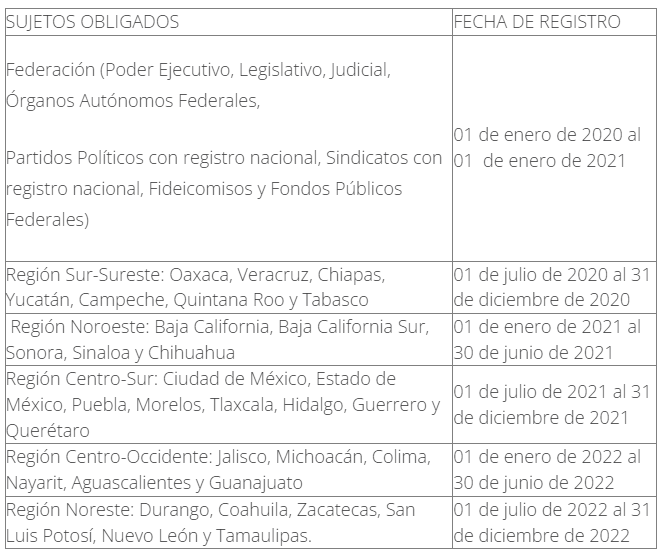 SUJETOS OBLIGADOS
FECHA DE REGISTRO
Federación (Poder Ejecutivo, Legislativo, Judicial,
Órganos Autónomos Federales,
Partidos Políticos con registro nacional, Sindicatos con
registro nacional, Fideicomisos y Fondos Públicos
Federales)
01 de enero de 2020 al
01 de enero de 2021
Región Sur-Sureste: Oaxaca, Veracruz, Chiapas,
Yucatán, Campeche, Quintana Roo y Tabasco
01 de julio de 2020 al 31
de diciembre de 2020
Región Noroeste: Baja California, Baja California Sur,
Sonora, Sinaloa y Chihuahua
01 de enero de 2021 al
30 de junio de 2021
Región Centro-Sur: Ciudad de México, Estado de
México, Puebla, Morelos, Tlaxcala, Hidalgo, Guerrero y
Querétaro
01 de julio de 2021 al 31
de diciembre de 2021
Región Centro-Occidente: Jalisco, Michoacán, Colima,
Nayarit, Aguascalientes y Guanajuato
01 de enero de 2022 al
30 de junio de 2022
Región Noreste: Durango, Coahuila, Zacatecas, San
Luis Potosí, Nuevo León y Tamaulipas.
01 de julio de 2022 al 31
de diciembre de 2022